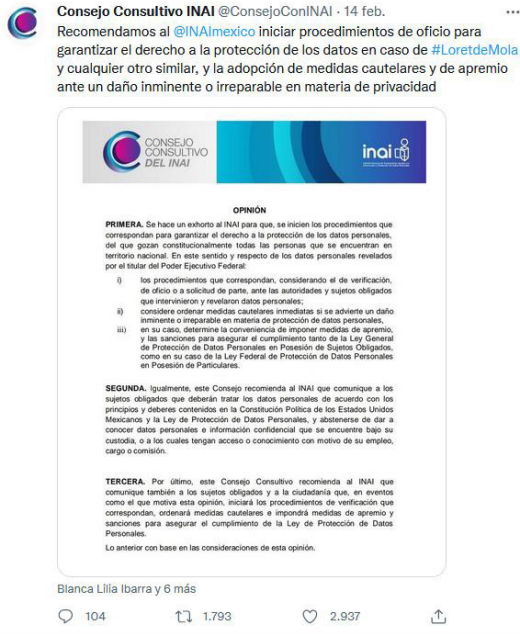 Consejo Consultivo INAI @ConsejoConINAI · 14 feb.
Recomendamos al @INAImexico iniciar procedimientos de oficio para
garantizar el derecho a la protección de los datos en caso de #LoretdeMola
y cualquier otro similar, y la adopción de medidas cautelares y de apremio
ante un daño inminente o irreparable en materia de privacidad
CONSEJO
CONSULTIVO
DEL INAI
inai
OPINIÓN
PRIMERA. Se hace un exhorto al INAI para que, se inicien los procedimientos que
correspondan para garantizar el derecho a la protección de los datos personales,
del que gozan constitucionalmente todas las personas que se encuentran en
territorio nacional. En este sentido y respecto de los datos personales revelados
por el titular del Poder Ejecutivo Federal:
i) los procedimientos que correspondan, considerando el de verificación,
de oficio o a solicitud de parte, ante las autoridades y sujetos obligados
que intervinieron y revelaron datos personales;
ii) considere ordenar medidas cautelares inmediatas si se advierte un daño
inminente o irreparable en materia de protección de datos personales,
iii) en su caso, determine la conveniencia de imponer medidas de apremio,
y las sanciones para asegurar el cumplimiento tanto de la Ley General
de Protección de Datos Personales en Posesión de Sujetos Obligados,
como en su caso de la Ley Federal de Protección de Datos Personales
en Posesión de Particulares.
SEGUNDA. Igualmente, este Consejo recomienda al INAI que comunique a los
sujetos obligados que deberán tratar los datos personales de acuerdo con los
principios y deberes contenidos en la Constitución Política de los Estados Unidos
Mexicanos y la Ley de Protección de Datos Personales, y abstenerse de dar a
conocer datos personales e información confidencial que se encuentre bajo su
custodia, o a los cuales tengan acceso o conocimiento con motivo de su empleo,
cargo o comisión.
TERCERA. Por último, este Consejo recomienda al INAI que
comunique también a los sujetos obligados y a la ciudadanía que, en eventos
como el que motiva esta opinión, iniciará los procedimientos de verificación que
correspondan, ordenará medidas cautelares e impondrá medidas de apremio y
sanciones para asegurar el cumplimiento de la Ley de Protección de Datos
Personales.
Lo anterior con base en las consideraciones de esta opinión.
Blanca Lilia Ibarra y 6 más
104 1.793 2.937